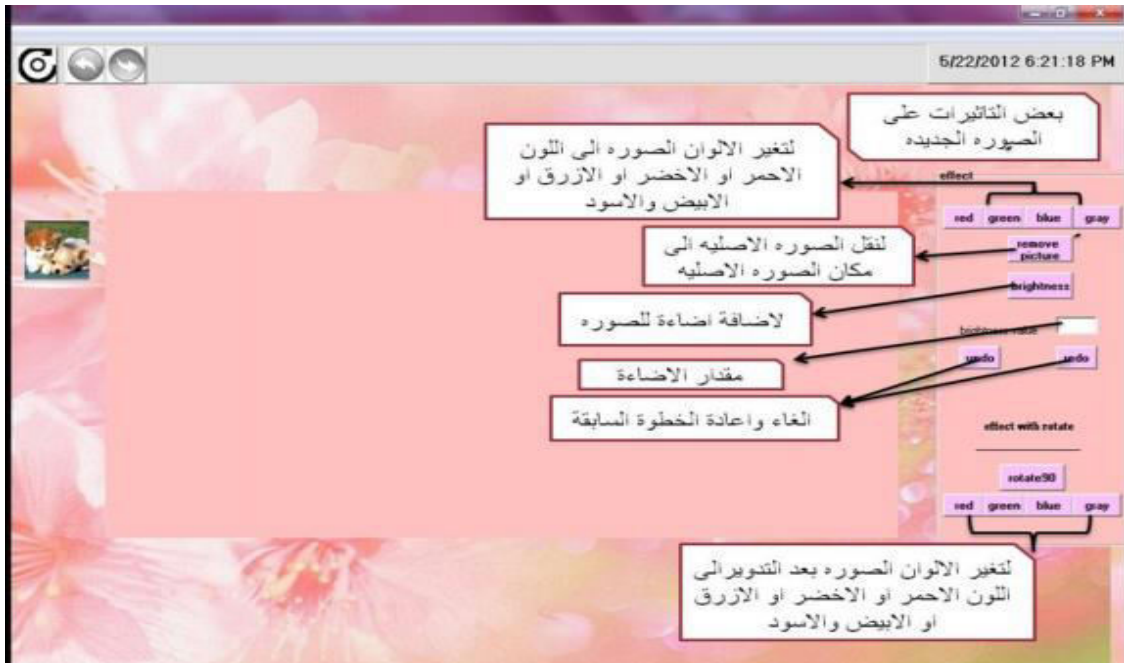 5/22/2012 6:21:18 PM
بعض التاثيرات على
الصوره الجديده
لتغير الالوان الصوره الى اللون
الاحمر او الاخضر او الازرق او
الابيض والاسود
effect
red green blue gray
لنقل الصوره الاصليه الى
مكان الصوره الاصليه
remove
picture
brightness
لاضافة اضاءة للصوره
brightness value
مقدار الاضاءة
undo
الغاء واعادة الخطوة السابقة
effect with rotate
rotate90
red green blue gray
لتغير الالوان الصوره بعد التدويرالى
اللون الاحمر او الاخضر او الازرق
او الابيض والاسود